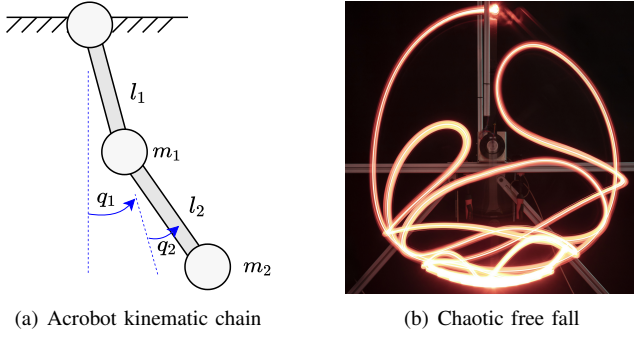 l₁
m₁
q₁
l₂
q₂
m₂
(a) Acrobot kinematic chain
(b) Chaotic free fall